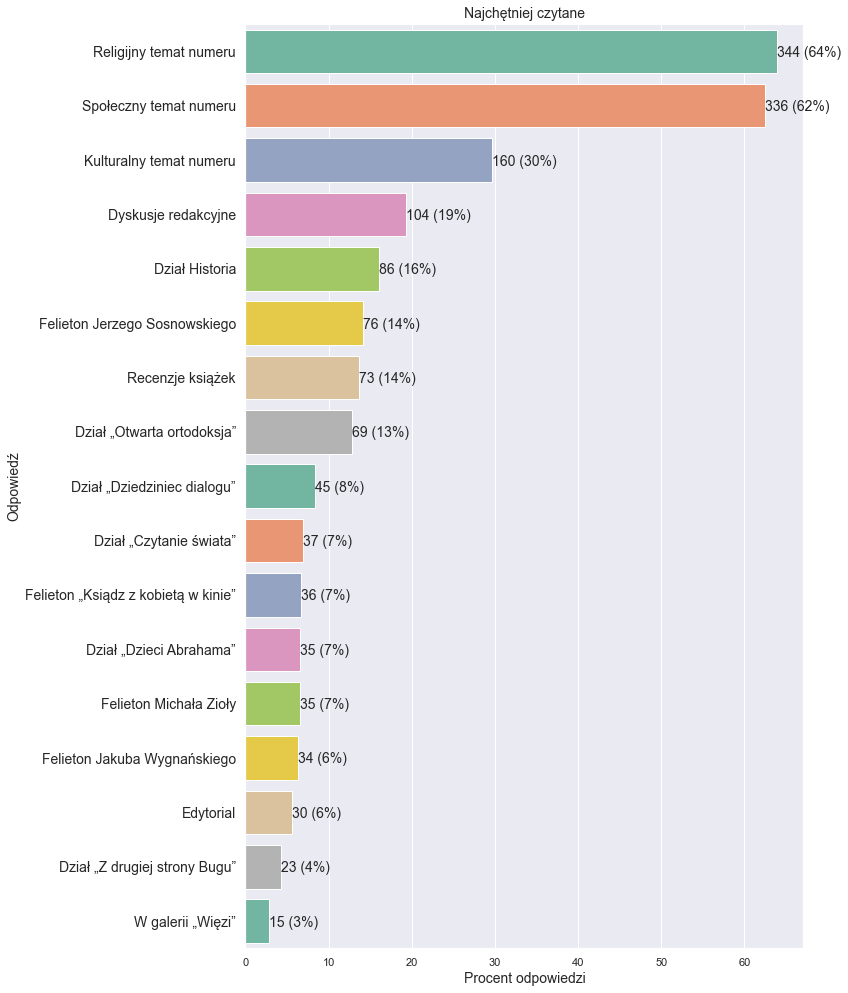 Najchętniej czytane
Religijny temat numeru 344 (64%)
Społeczny temat numeru 336 (62%)
Kulturalny temat numeru 160 (30%)
Dyskusje redakcyjne 104 (19%)
Dział Historia 86 (16%)
Felieton Jerzego Sosnowskiego 76 (14%)
Recenzje książek 73 (14%)
Dział „Otwarta ortodoksja” 69 (13%)
Dział „Dziedziniec dialogu” 45 (8%)
Dział „Czytanie świata” 37 (7%)
Felieton „Ksiądz z kobietą w kinie” 36 (7%)
Dział „Dzieci Abrahama” 35 (7%)
Felieton Michała Zioły 35 (7%)
Felieton Jakuba Wygnańskiego 34 (6%)
Edytorial 30 (6%)
Dział „Z drugiej strony Bugu” 23 (4%)
W galerii „Więzi” 15 (3%)
Odpowiedź
0 10 20 30 40 50 60
Procent odpowiedzi